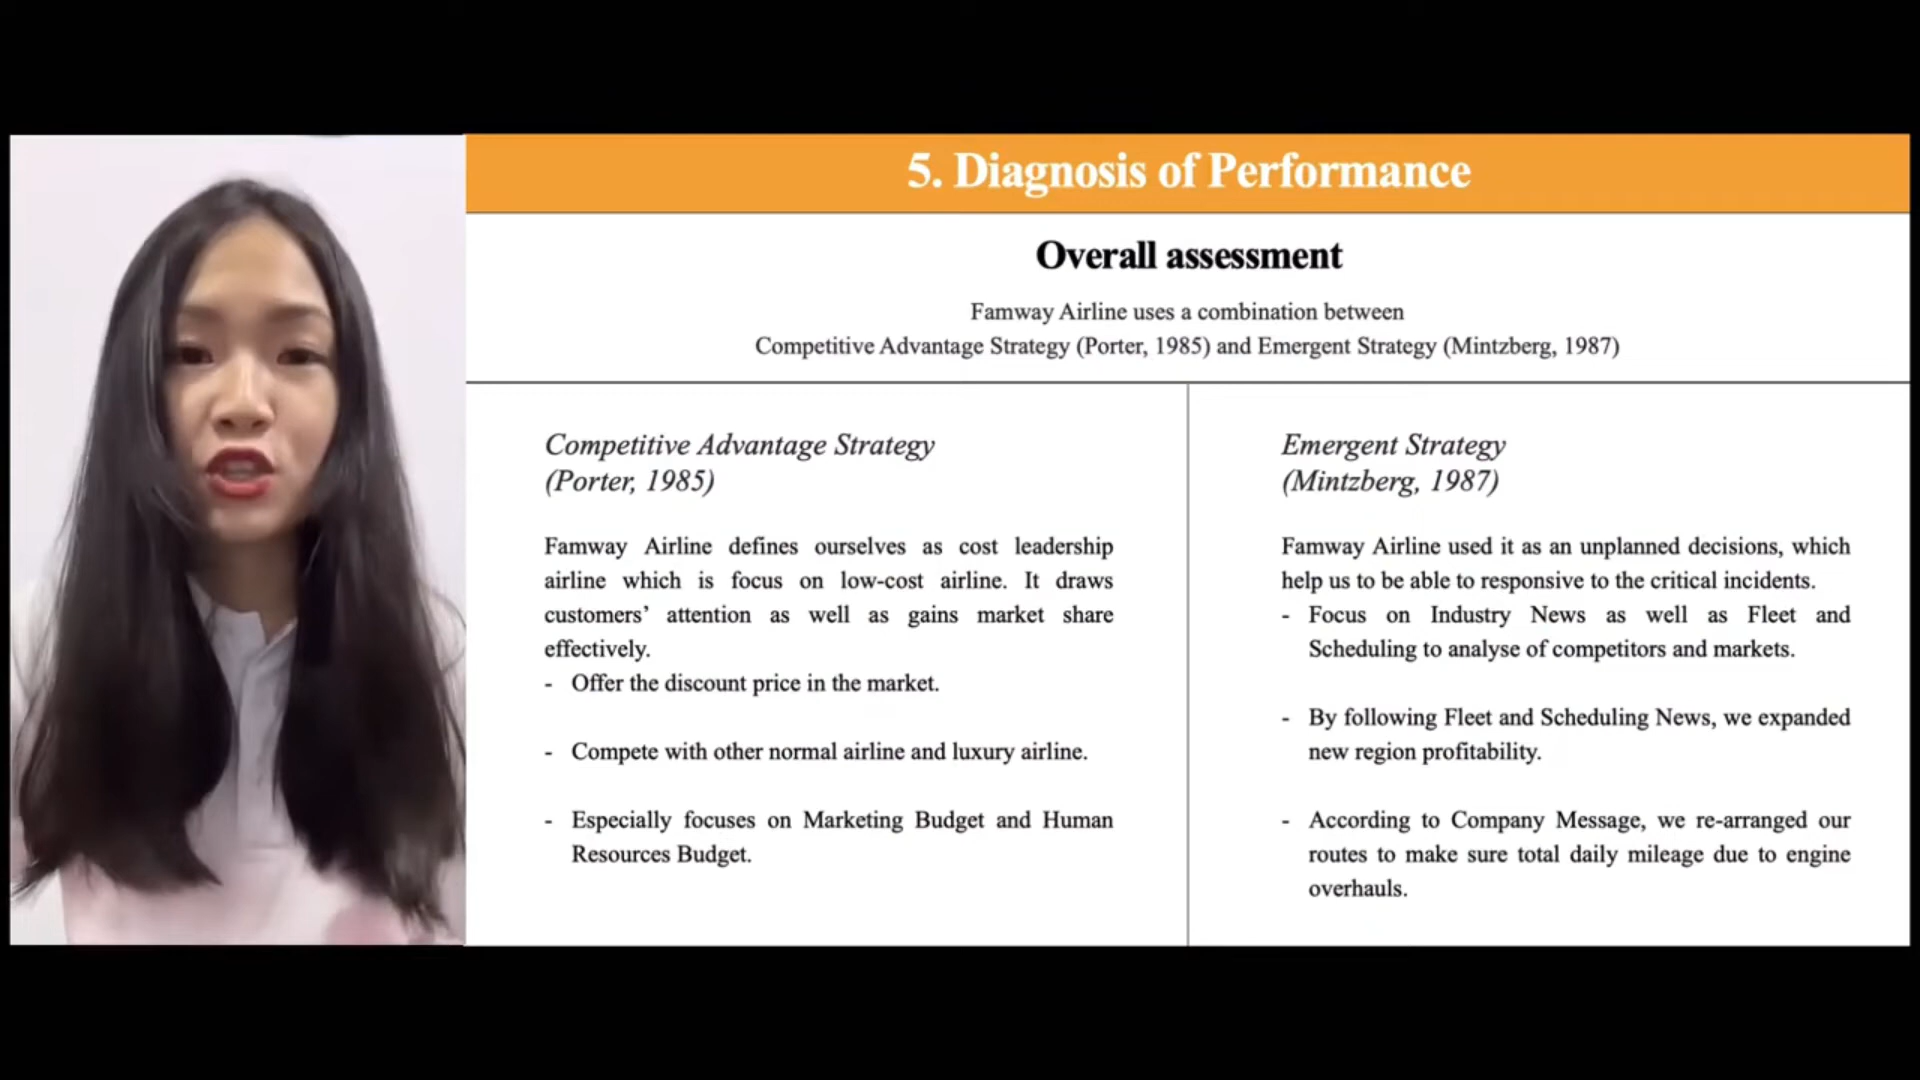 5. Diagnosis of Performance
Overall assessment
Famway Airline uses a combination between
Competitive Advantage Strategy (Porter, 1985) and Emergent Strategy (Mintzberg, 1987)
Competitive Advantage Strategy
(Porter, 1985)
Famway Airline defines ourselves as cost leadership
airline which is focus on low-cost airline. It draws
customers’ attention as well as gains market share
effectively.
- Offer the discount price in the market.
- Compete with other normal airline and luxury airline.
- Especially focuses on Marketing Budget and Human
Resources Budget.
Emergent Strategy
(Mintzberg, 1987)
Famway Airline used it as an unplanned decisions, which
help us to be able to responsive to the critical incidents.
- Focus on Industry News as well as Fleet and
Scheduling to analyse of competitors and markets.
- By following Fleet and Scheduling News, we expanded
new region profitability.
- According to Company Message, we re-arranged our
routes to make sure total daily mileage due to engine
overhauls.